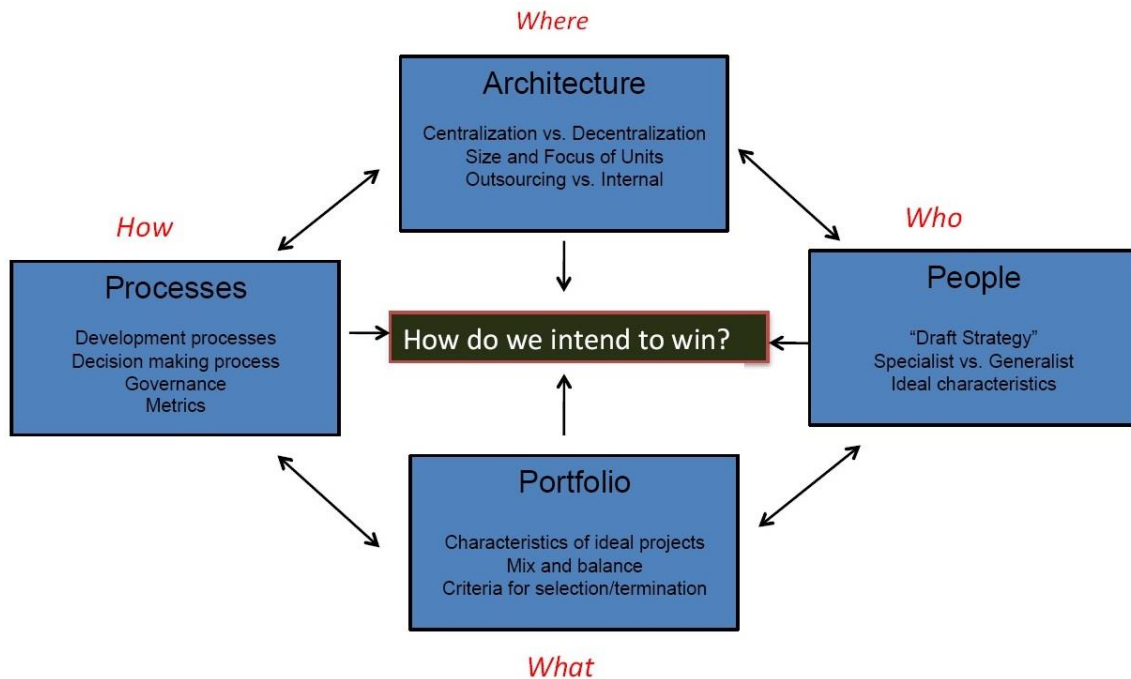 Where
Architecture
Centralization vs. Decentralization
Size and Focus of Units
Outsourcing vs. Internal
How
Processes
Development processes
Decision making process
Governance
Metrics
How do we intend to win?
Who
People
“Draft Strategy”
Specialist vs. Generalist
Ideal characteristics
Portfolio
Characteristics of ideal projects
Mix and balance
Criteria for selection/termination
What